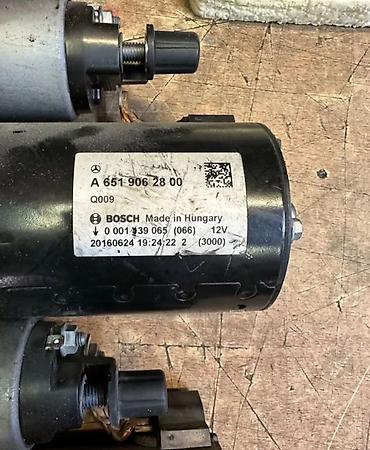 A 651 906 28 00
Q009
BOSCH Made in Hungary
↓ 0 001 139 065 (066) 12V
20160624 19:24:22 2 (3000)